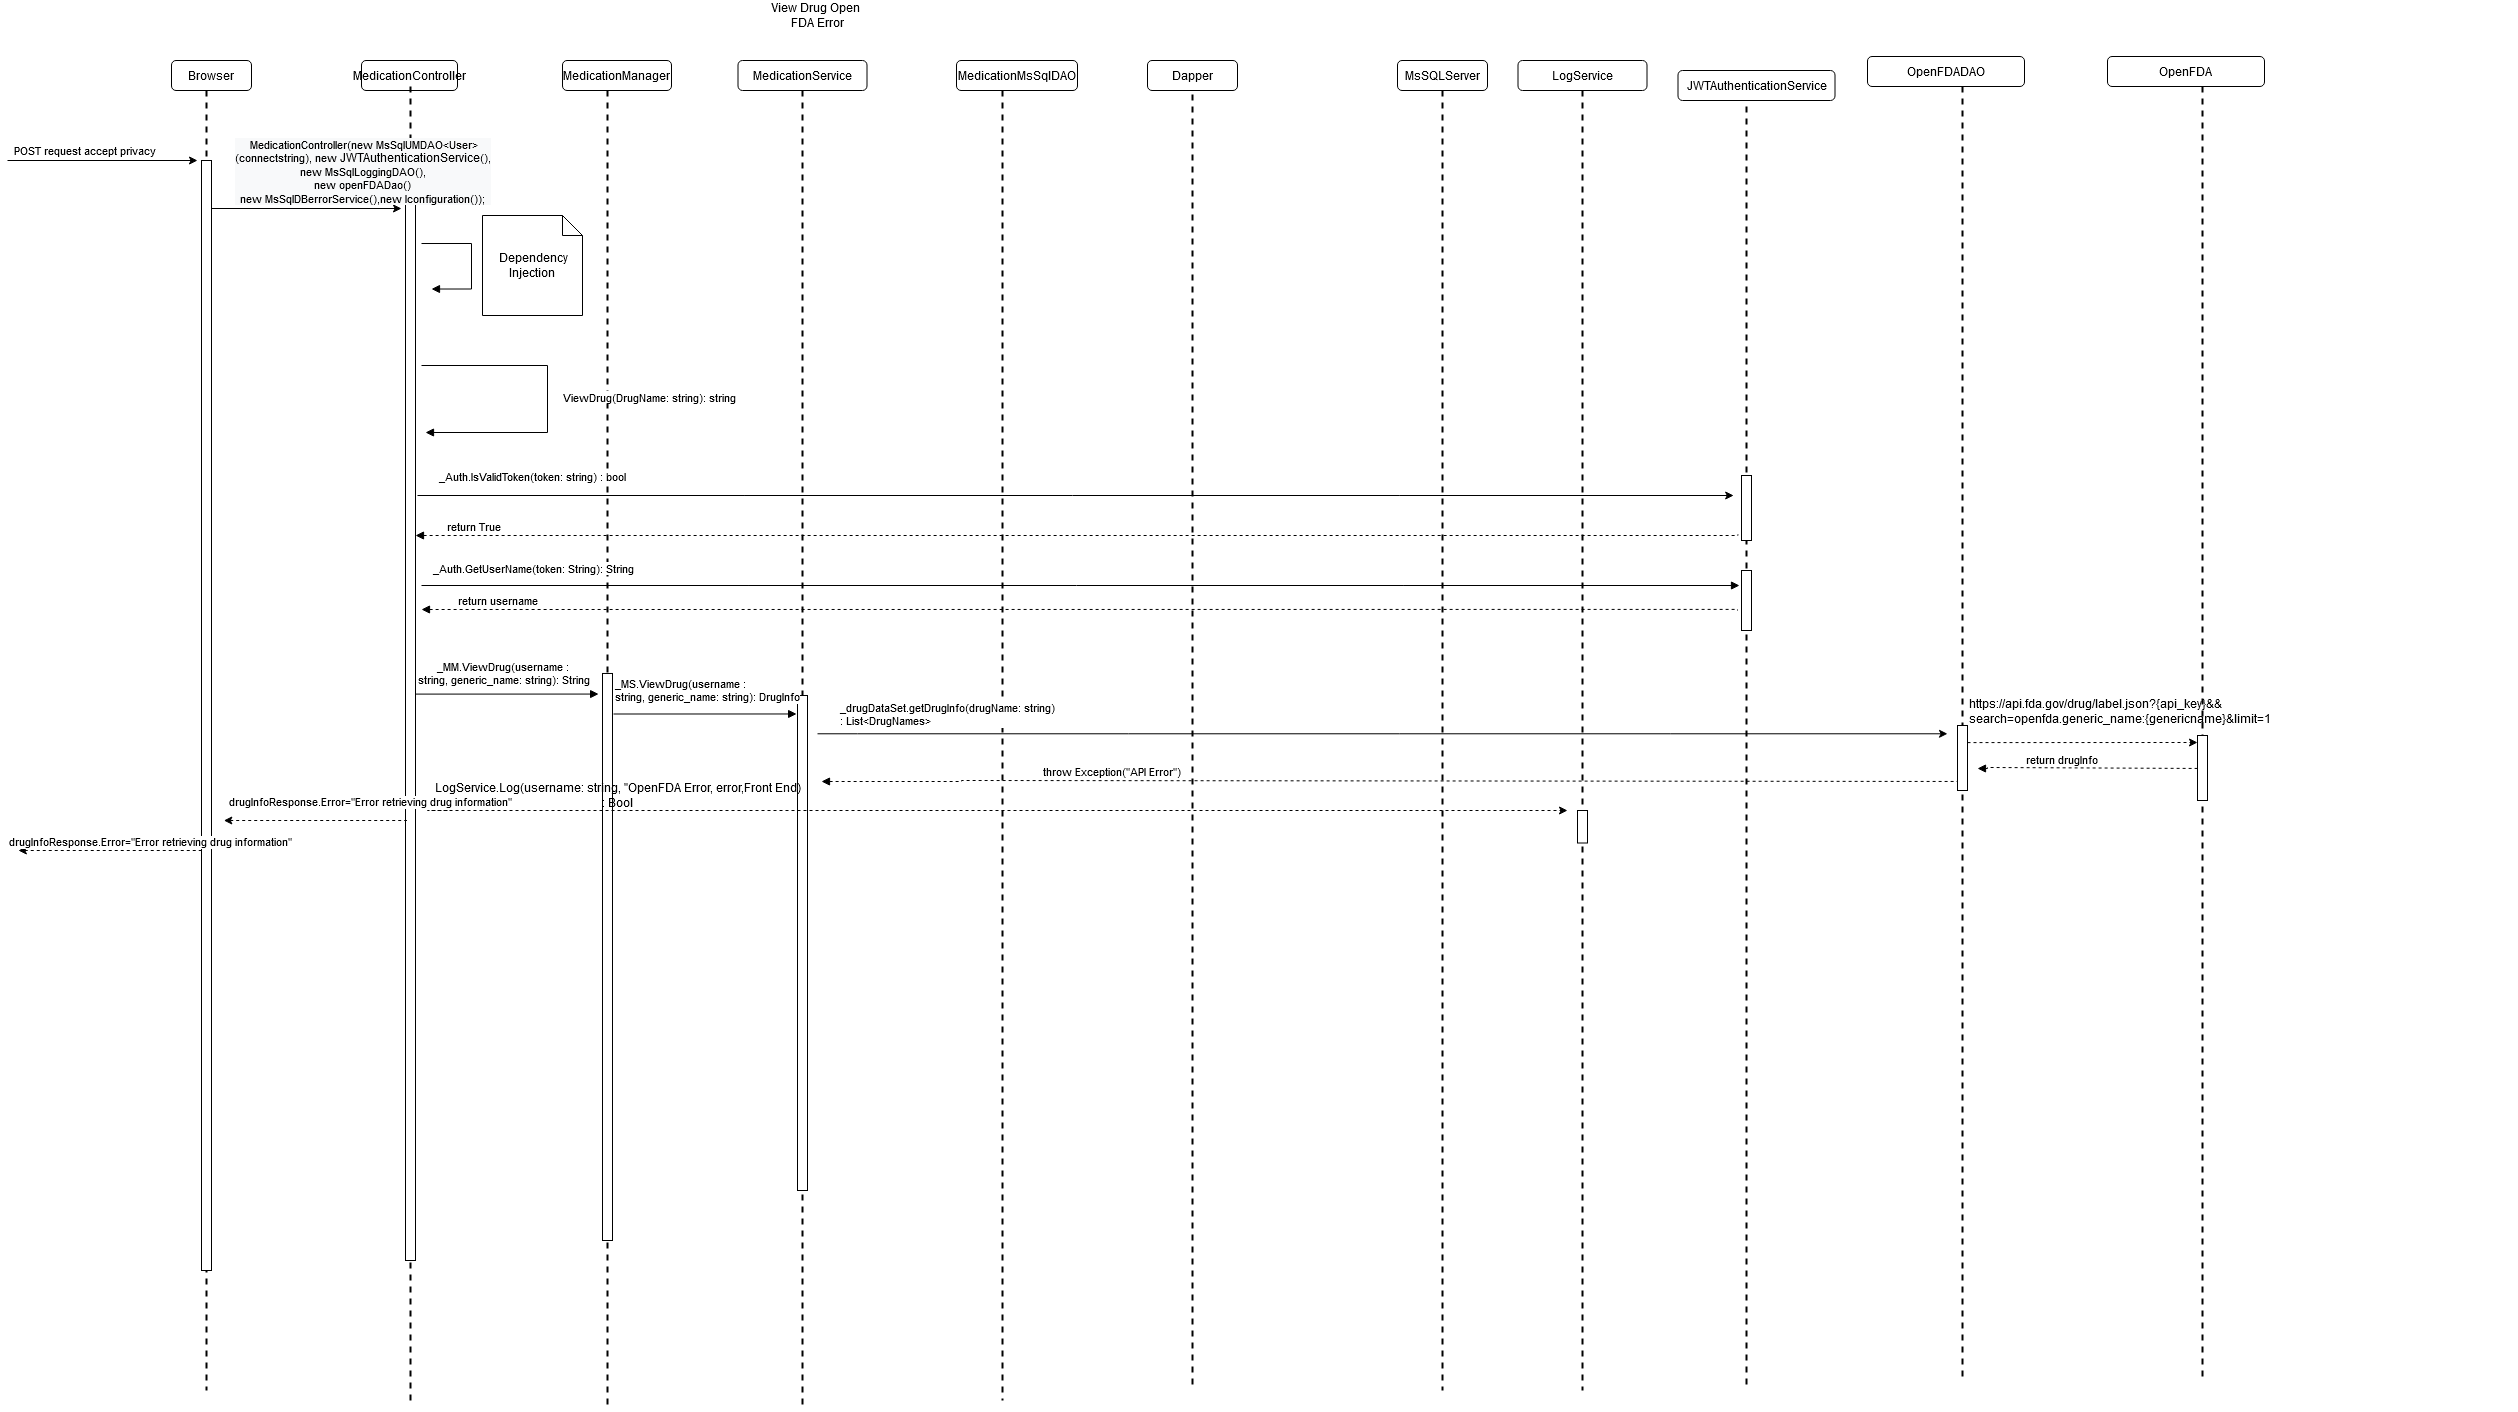 View Drug Open
FDA Error
Browser
MedicationController
MedicationManager
MedicationService
MedicationMsSqlDAO
Dapper
MsSQLServer
LogService
JWTAuthenticationService
OpenFDADAO
OpenFDA
POST request accept privacy
MedicationController(new MsSqlUMDAO<User>
(connectstring), new JWTAuthenticationService(),
new MsSqlLoggingDAO(),
new openFDADao()
new MsSqlDBerrorService(),new Iconfiguration());
Dependency
Injection
ViewDrug(DrugName: string): string
_Auth.IsValidToken(token: string) : bool
return True
_Auth.GetUserName(token: String): String
return username
_MM.ViewDrug(username :
string, generic_name: string): String
_MS.ViewDrug(username :
string, generic_name: string): DrugInfo
_drugDataSet.getDrugInfo(drugName: string)
: List<DrugNames>
https://api.fda.gov/drug/label.json?{api_key}&&
search=openfda.generic_name:{genericname}&limit=1
return drugInfo
throw Exception("API Error")
LogService.Log(username: string, "OpenFDA Error, error,Front End)
: Bool
drugInfoResponse.Error="Error retrieving drug information"
drugInfoResponse.Error="Error retrieving drug information"